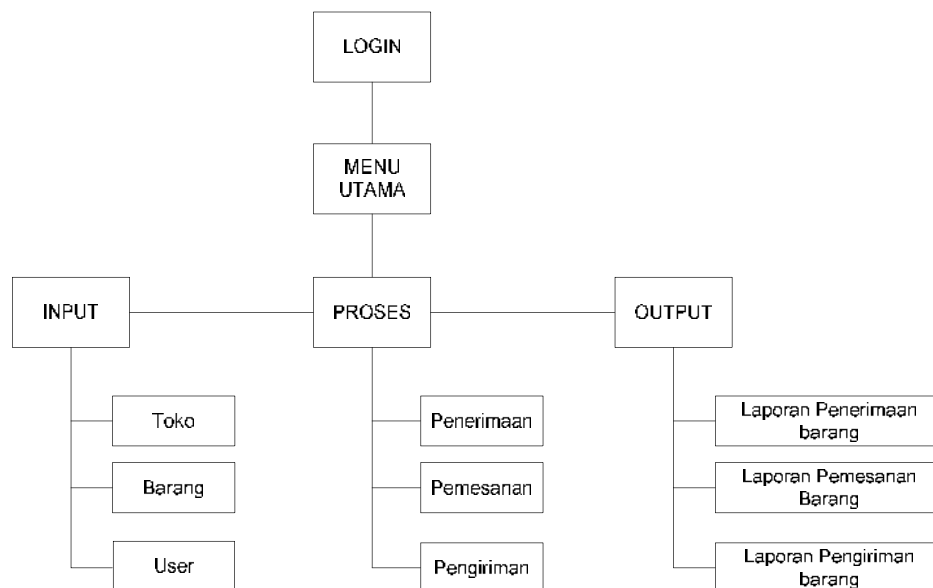 LOGIN
MENU
UTAMA
INPUT
PROSES
OUTPUT
Toko
Barang
User
Penerimaan
Pemesanan
Pengiriman
Laporan Penerimaan
barang
Laporan Pemesanan
Barang
Laporan Pengiriman
barang